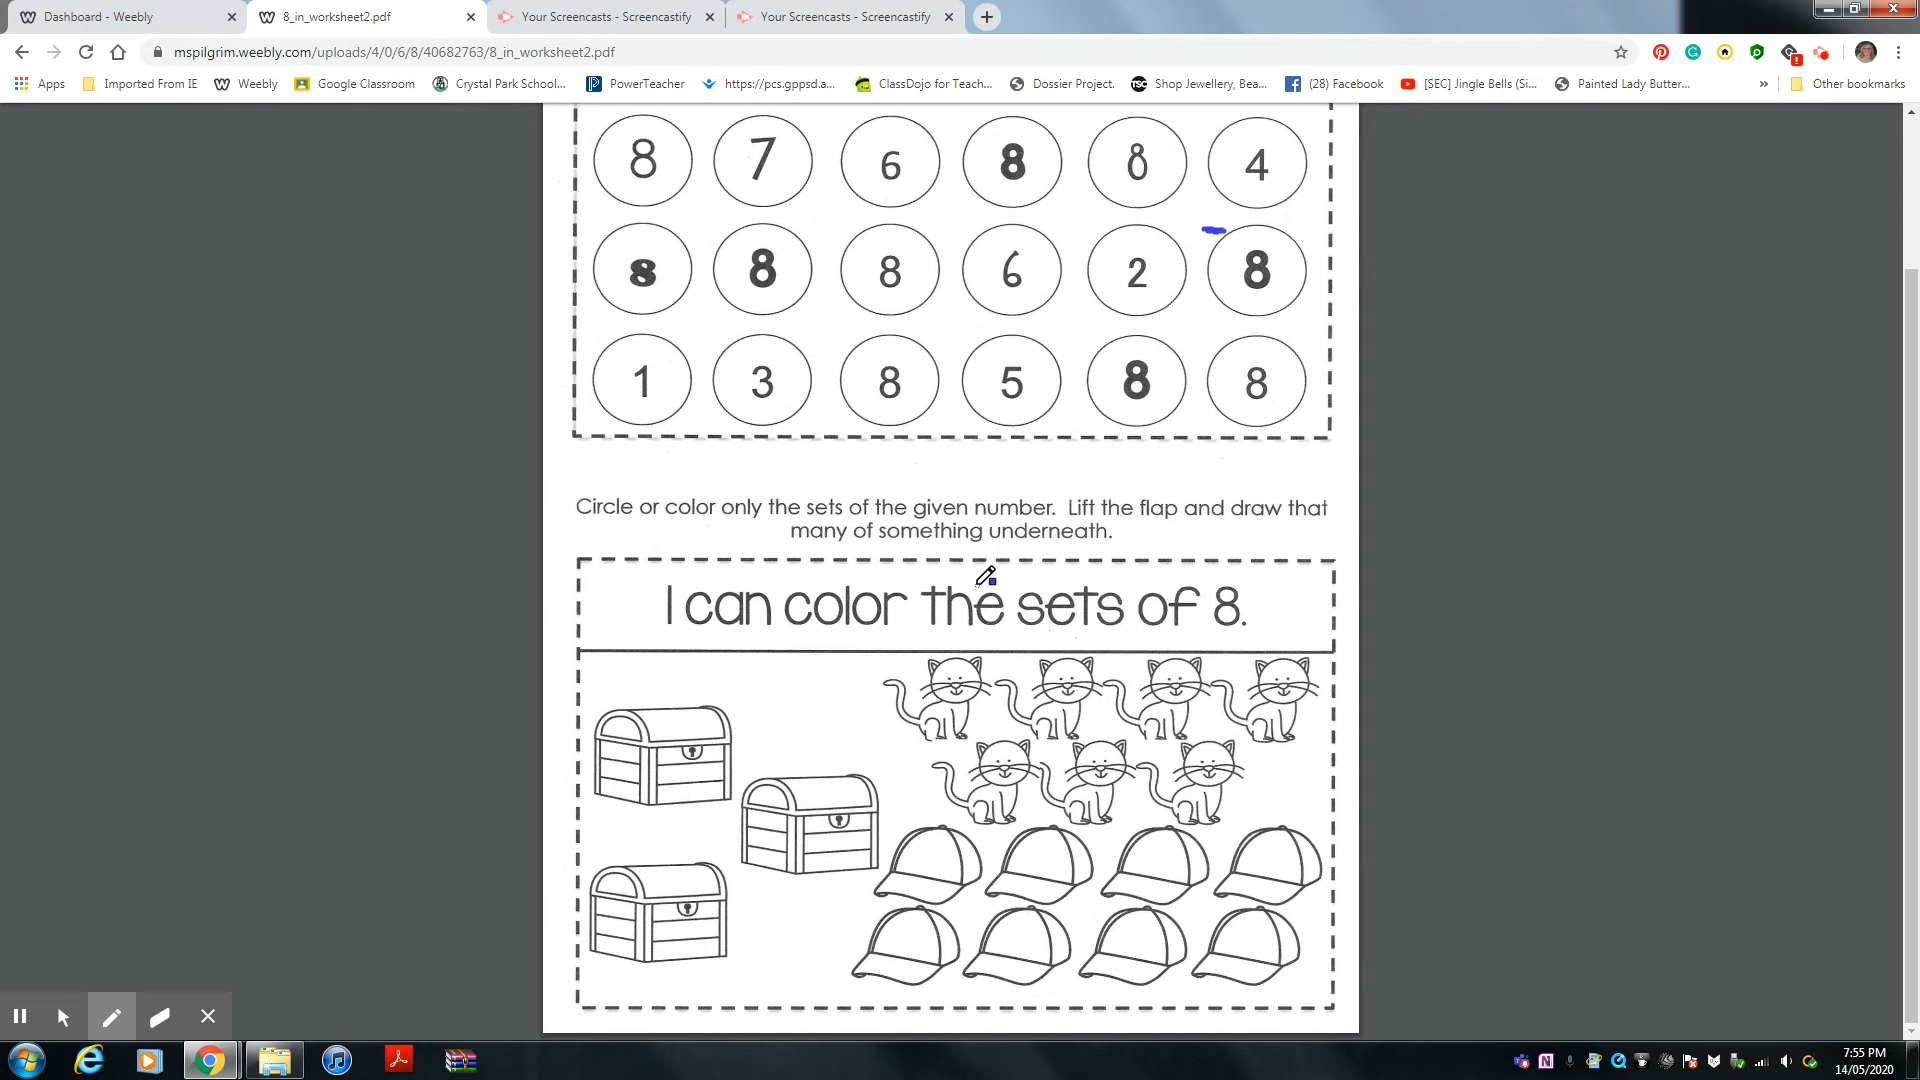 Dashboard - Weebly
8_in_worksheet2.pdf
Your Screencasts - Screencastify
Your Screencasts - Screencastify
mspilgrim.weebly.com/uploads/4/0/6/8/40682763/8_in_worksheet2.pdf
Apps Imported From IE Weebly Google Classroom Crystal Park School... PowerTeacher https://pcs.gppsd.a... ClassDojo for Teach... Dossier Project. Shop Jewellery, Bea... (28) Facebook [SEC] Jingle Bells (Si... Painted Lady Butter... » Other bookmarks
8 7 6 8 8 4
8 8 8 6 2 8
1 3 8 5 8 8
Circle or color only the sets of the given number. Lift the flap and draw that
many of something underneath.
I can color the sets of 8.
7:55 PM
14/05/2020